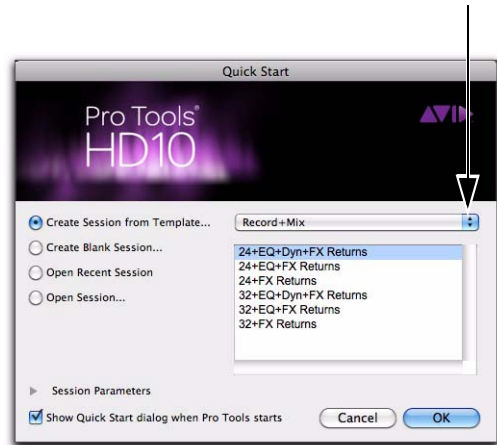 Quick Start
Pro Tools®
HD10
AVID
Create Session from Template...
Record+Mix
Create Blank Session...
Open Recent Session
Open Session...
24+EQ+Dyn+FX Returns
24+EQ+FX Returns
24+FX Returns
32+EQ+Dyn+FX Returns
32+EQ+FX Returns
32+FX Returns
Session Parameters
Show Quick Start dialog when Pro Tools starts
Cancel
OK